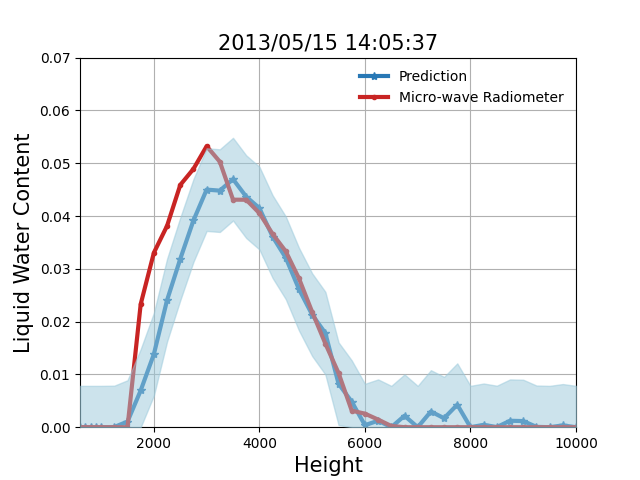 2013/05/15 14:05:37
Prediction
Micro-wave Radiometer
Liquid Water Content
0.07
0.06
0.05
0.04
0.03
0.02
0.01
0.00
2000 4000 6000 8000 10000
Height